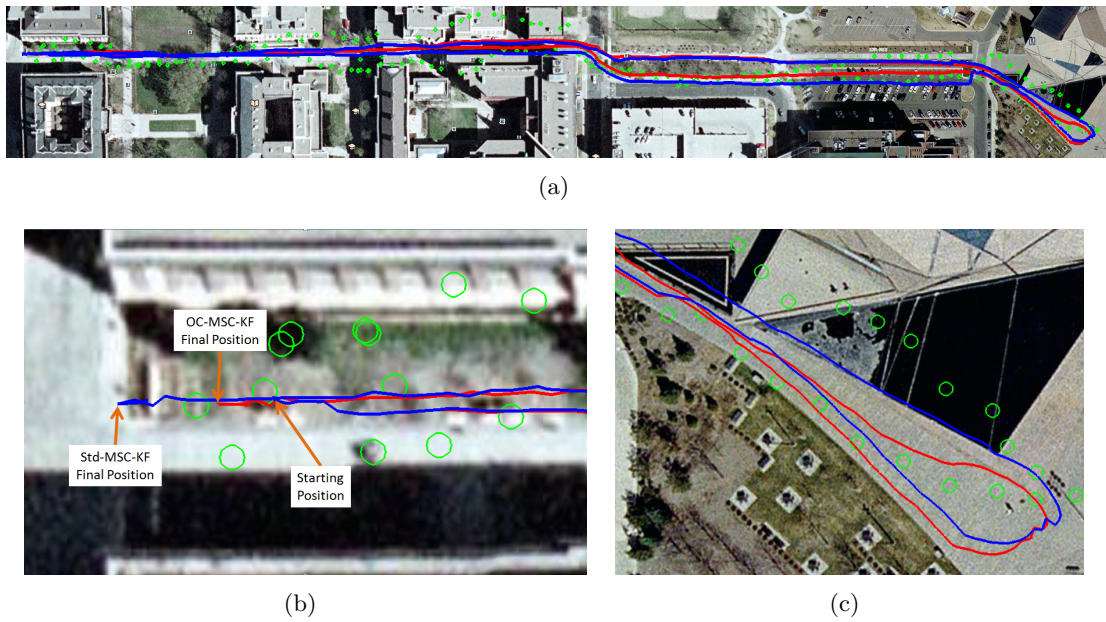 (a)
OC-MSC-KF
Final Position
Std-MSC-KF
Final Position
Starting
Position
(b)
(c)